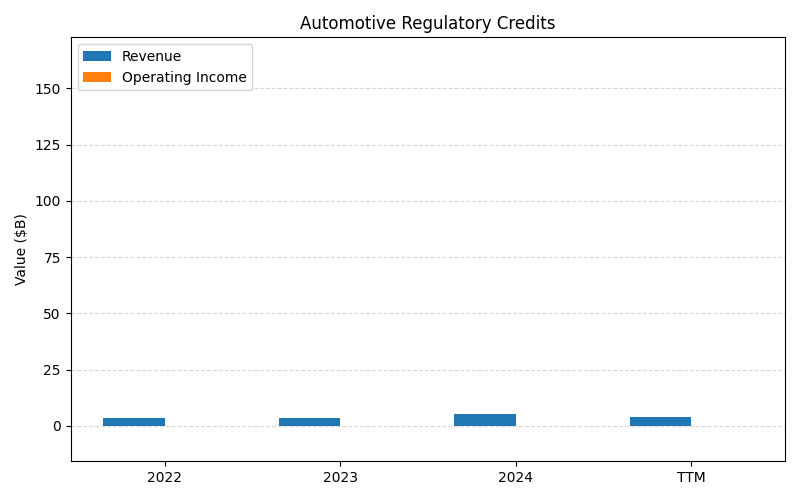 Automotive Regulatory Credits
Revenue
Operating Income
Value ($B)
150
125
100
75
50
25
0
2022 2023 2024 TTM